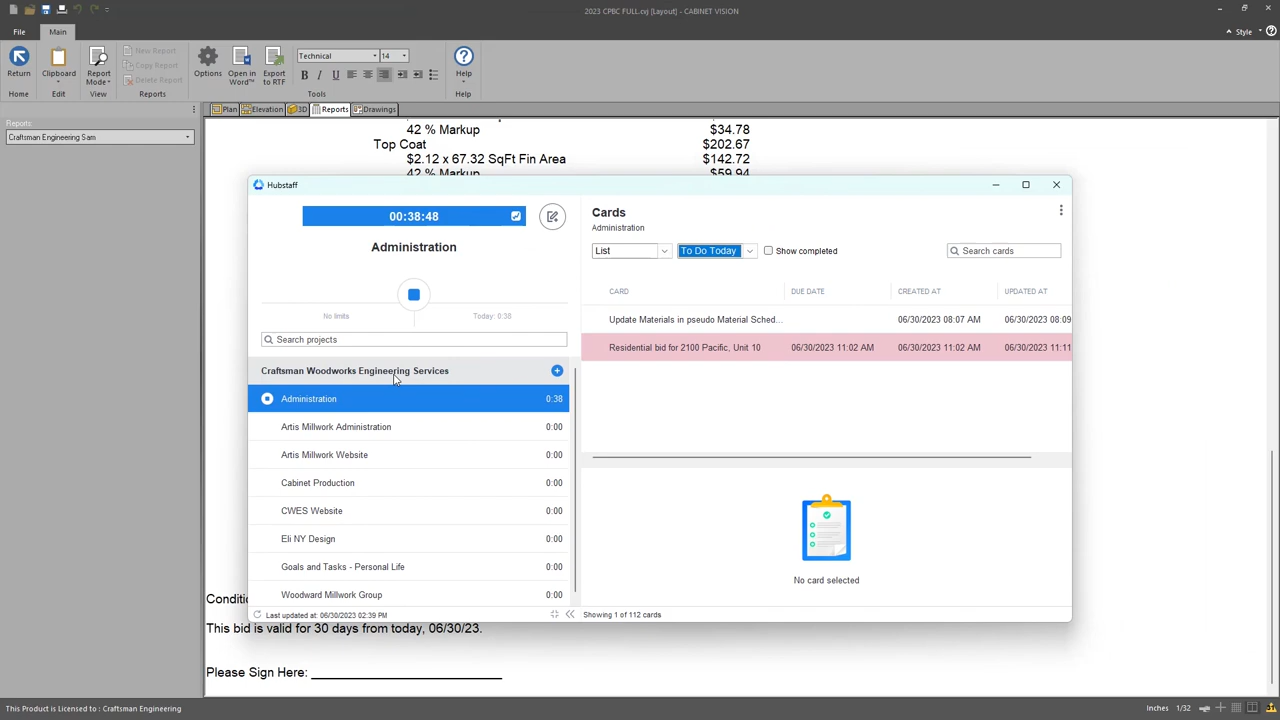 2023 CPBC FULL.cvj [Layout] - CABINET VISION
File
Main
Style
Return
Clipboard
Report
Mode
New Report
Copy Report
Delete Report
Options
Open in
Word™
Export
to RTF
Technical
14
B I U
Help
Home
Edit
View
Reports
Tools
Help
Reports:
Craftsman Engineering Sam
Plan
Elevation
3D
Reports
Drawings
42 % Markup $34.78
Top Coat $202.67
$2.12 x 67.32 SqFt Fin Area $142.72
42 % Markup $59.94
Hubstaff
00:38:48
Administration
No limits
Today: 0:38
Search projects
Craftsman Woodworks Engineering Services
Administration 0:38
Artis Millwork Administration 0:00
Artis Millwork Website 0:00
Cabinet Production 0:00
CWES Website 0:00
Eli NY Design 0:00
Goals and Tasks - Personal Life 0:00
Woodward Millwork Group 0:00
Last updated at: 06/30/2023 02:39 PM
Cards
Administration
List
To Do Today
Show completed
Search cards
CARD DUE DATE CREATED AT UPDATED AT
Update Materials in pseudo Material Sched... 06/30/2023 08:07 AM 06/30/2023 08:09
Residential bid for 2100 Pacific, Unit 10 06/30/2023 11:02 AM 06/30/2023 11:02 AM 06/30/2023 11:11
No card selected
Showing 1 of 112 cards
Conditio
This bid is valid for 30 days from today, 06/30/23.
Please Sign Here:
This Product is Licensed to : Craftsman Engineering
Inches
1/32